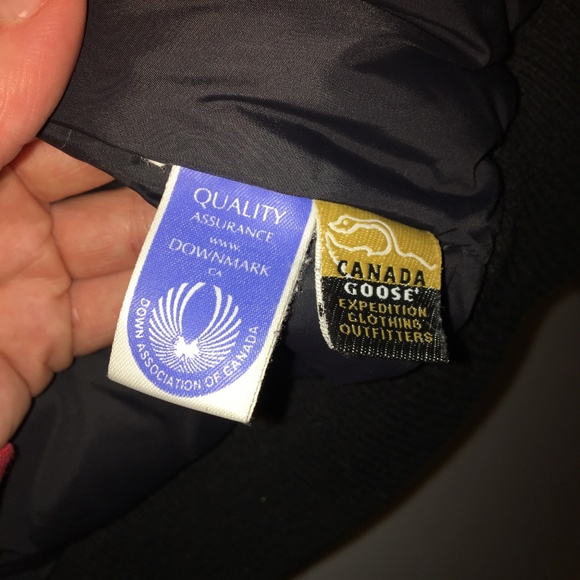 QUALITY
ASSURANCE
www.
DOWNMARK
CA
DOWN ASSOCIATION OF CANADA
CANADA
GOOSE
EXPEDITION
CLOTHING
OUTFITTERS